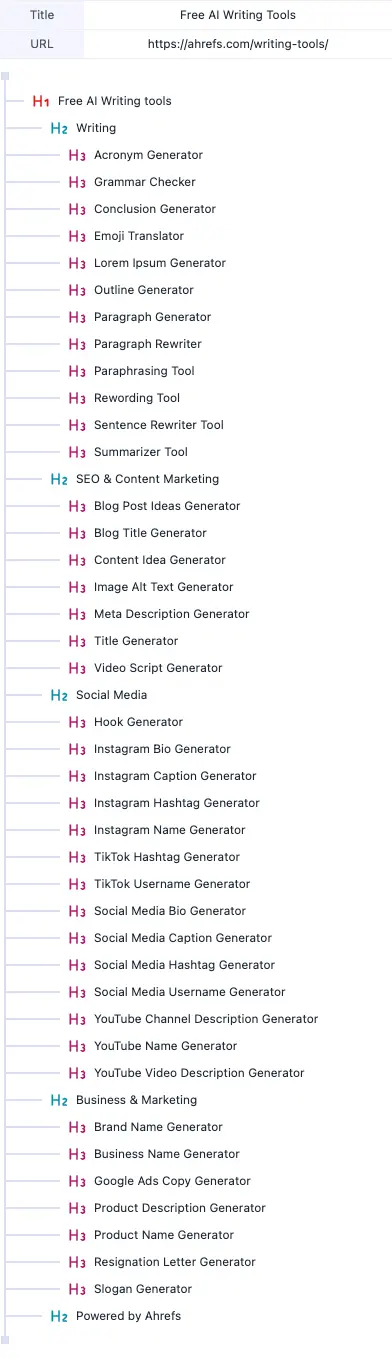 Title Free AI Writing Tools
URL https://ahrefs.com/writing-tools/
H1 Free AI Writing tools
H2 Writing
H3 Acronym Generator
H3 Grammar Checker
H3 Conclusion Generator
H3 Emoji Translator
H3 Lorem Ipsum Generator
H3 Outline Generator
H3 Paragraph Generator
H3 Paragraph Rewriter
H3 Paraphrasing Tool
H3 Rewording Tool
H3 Sentence Rewriter Tool
H3 Summarizer Tool
H2 SEO & Content Marketing
H3 Blog Post Ideas Generator
H3 Blog Title Generator
H3 Content Idea Generator
H3 Image Alt Text Generator
H3 Meta Description Generator
H3 Title Generator
H3 Video Script Generator
H2 Social Media
H3 Hook Generator
H3 Instagram Bio Generator
H3 Instagram Caption Generator
H3 Instagram Hashtag Generator
H3 Instagram Name Generator
H3 TikTok Hashtag Generator
H3 TikTok Username Generator
H3 Social Media Bio Generator
H3 Social Media Caption Generator
H3 Social Media Hashtag Generator
H3 Social Media Username Generator
H3 YouTube Channel Description Generator
H3 YouTube Name Generator
H3 YouTube Video Description Generator
H2 Business & Marketing
H3 Brand Name Generator
H3 Business Name Generator
H3 Google Ads Copy Generator
H3 Product Description Generator
H3 Product Name Generator
H3 Resignation Letter Generator
H3 Slogan Generator
H2 Powered by Ahrefs